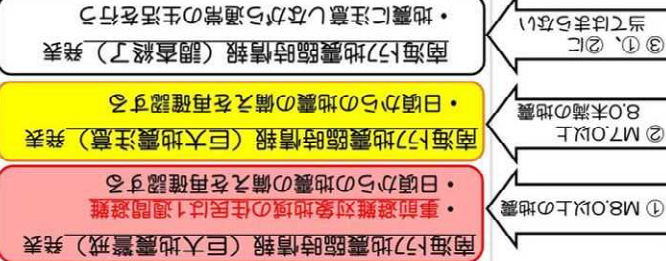 ① M8.0以上の地震
南海トラフ地震臨時情報（巨大地震警戒）発表
・事前避難対象地域の住民は1週間避難
・日頃からの地震の備えを再確認する
② M7.0以上
8.0未満の地震
南海トラフ地震臨時情報（巨大地震注意）発表
・日頃からの地震の備えを再確認する
③ ①、②に
当てはまらない
南海トラフ地震臨時情報（調査終了）発表
・地震に注意しながら通常の生活を行う